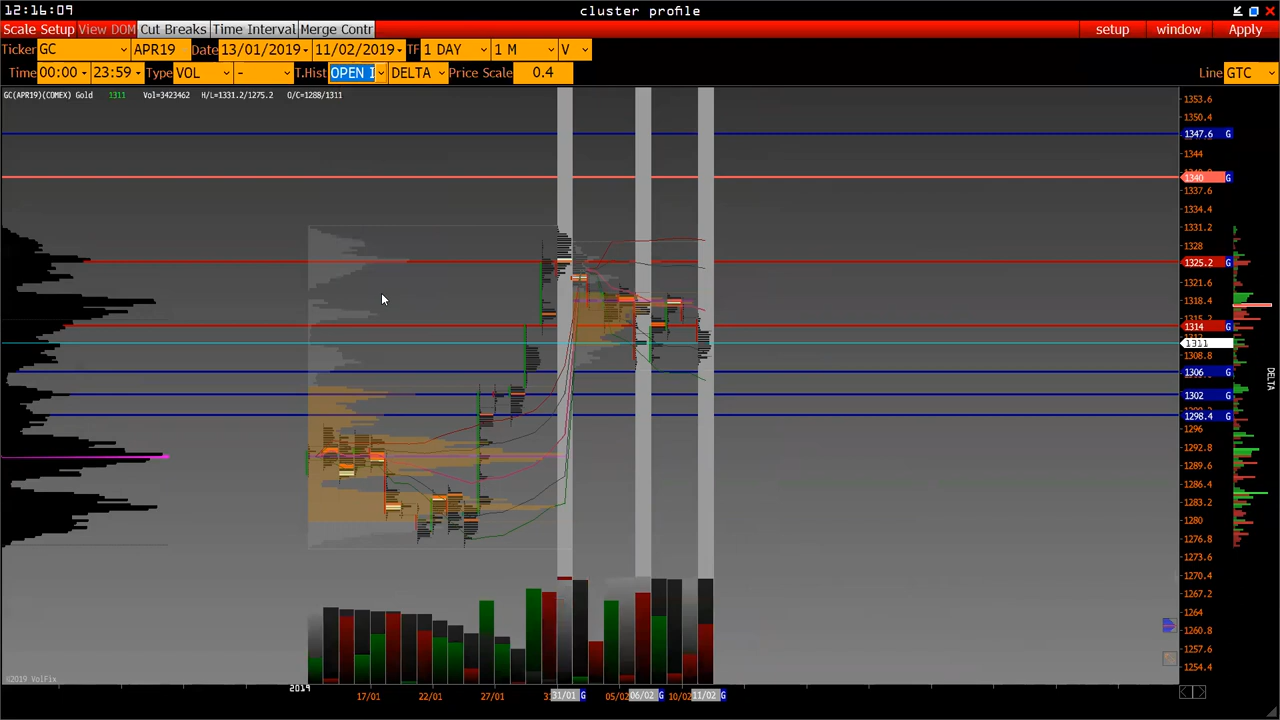 12:16:09
cluster profile
Scale Setup View DOM Cut Breaks Time Interval Merge Contr setup window Apply
Ticker GC APR19 Date 13/01/2019 11/02/2019 TF 1 DAY 1 M V
Time 00:00 23:59 Type VOL - T.Hist OPEN I DELTA Price Scale 0.4 Line GTC
GC(APR19)(COMEX) Gold 1311 Vol=3423462 H/L=1331.2/1275.2 O/C=1288/1311
1353.6
1350.4
1347.6 G
1344
1340 G
1337.6
1334.4
1331.2
1328
1325.2 G
1321.6
1318.4
1315.2
1314 G
1311
1308.8
1306 G
1302 G
1298.4 G
1296
1292.8
1289.6
1286.4
1283.2
1280
1276.8
1270.4
1267.2
1264
1260.8
1257.6
1254.4
DELTA
©2019 VolFix
2019
17/01 22/01 27/01 31/01 G 05/02 06/02 G 10/02 11/02 G